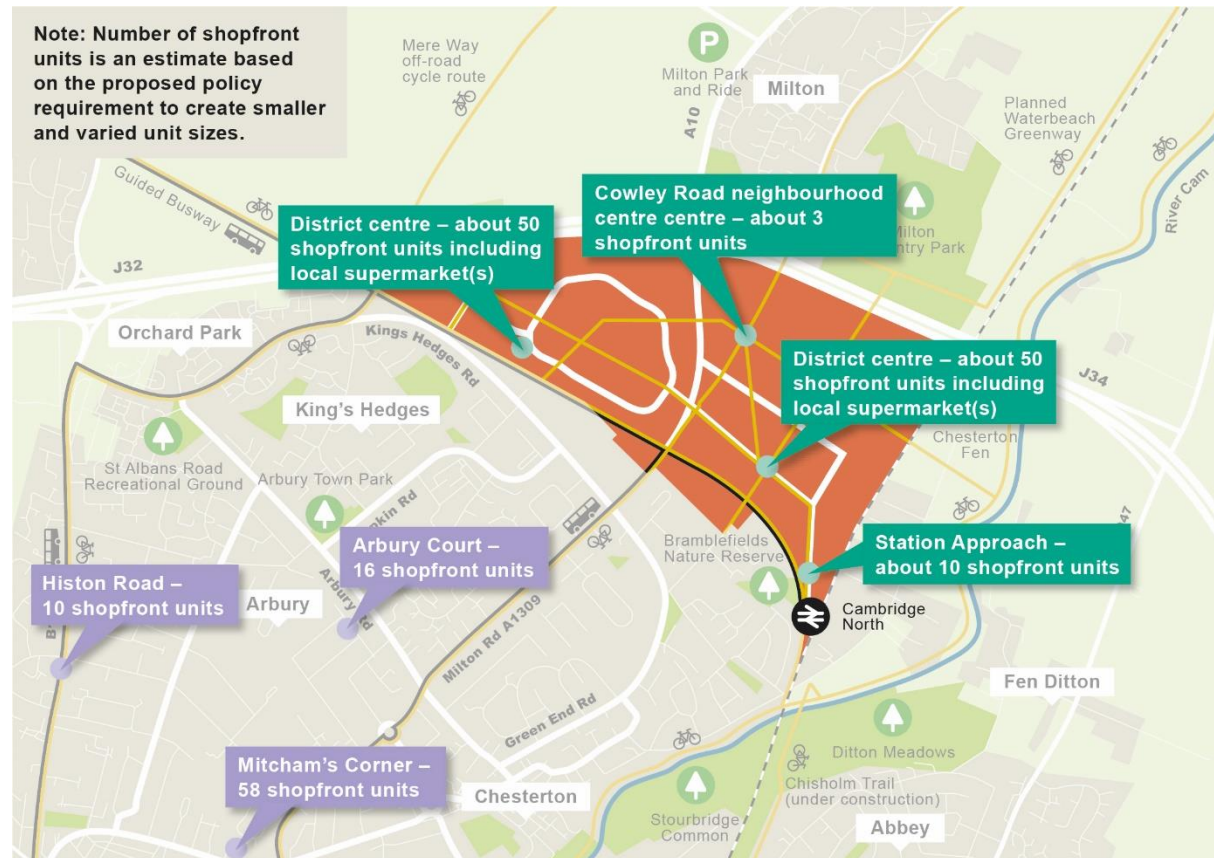 Note: Number of shopfront
units is an estimate based
on the proposed policy
requirement to create smaller
and varied unit sizes.
Mere Way
off-road
cycle route
P
Milton Park
and Ride
Milton
A10
Planned
Waterbeach
Greenway
River Cam
Guided Busway
J32
District centre – about 50
shopfront units including
local supermarket(s)
Cowley Road neighbourhood
centre centre – about 3
shopfront units
Milton
Park
Orchard Park
Kings Hedges Rd
King's Hedges
District centre – about 50
shopfront units including
local supermarket(s)
J34
Chesterton
Fen
St Albans Road
Recreational Ground
Arbury Town Park
Arbury Court –
16 shopfront units
Bramblefields
Nature Reserve
Station Approach –
about 10 shopfront units
Histon Road –
10 shopfront units
Arbury
Arbury Rd
Milton Rd A1309
Cambridge
North
Green End Rd
Fen Ditton
Ditton Meadows
Mitcham's Corner –
58 shopfront units
Chesterton
Chisholm Trail
(under construction)
Stourbridge
Common
Abbey